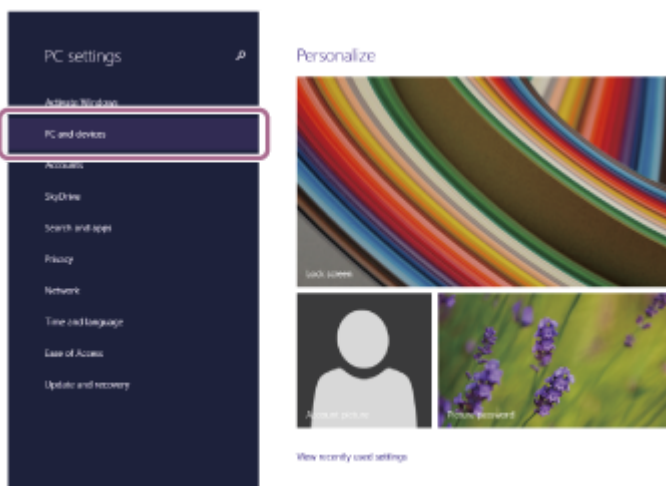 PC settings
Activate Windows
PC and devices
Accounts
SkyDrive
Search and apps
Privacy
Network
Time and language
Ease of Access
Update and recovery
Personalize
Lock screen
Account picture
Picture password
View recently used settings